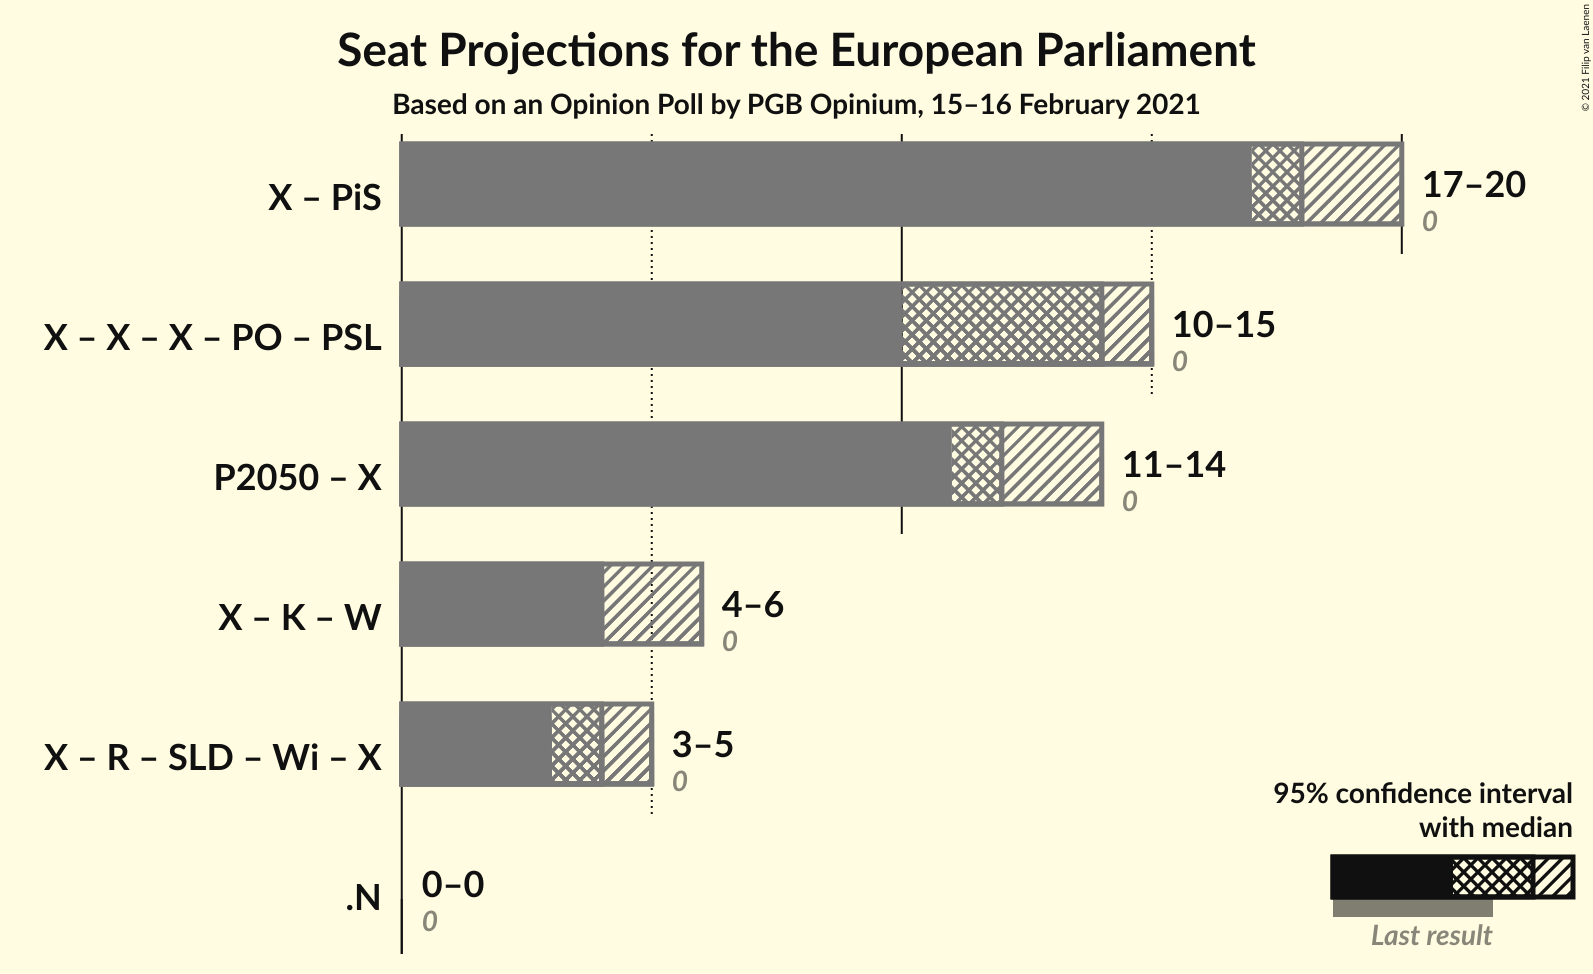 Seat Projections for the European Parliament
Based on an Opinion Poll by PGB Opinium, 15–16 February 2021
© 2021 Filip van Laenen
X – PiS
17–20
0
X – X – X – PO – PSL
10–15
0
P2050 – X
11–14
0
X – K – W
4–6
0
X – R – SLD – Wi – X
3–5
0
.N
0–0
0
95% confidence interval
with median
Last result